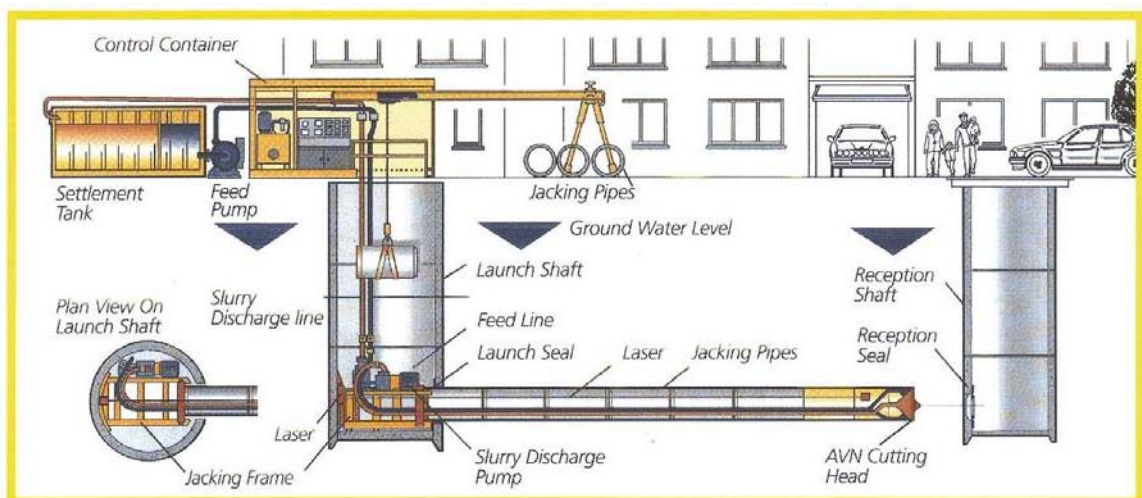 Control Container
Settlement
Tank
Feed
Pump
Jacking Pipes
Ground Water Level
Launch Shaft
Slurry
Discharge line
Plan View On
Launch Shaft
Feed Line
Launch Seal
Laser
Jacking Pipes
Reception
Shaft
Reception
Seal
Laser
Jacking Frame
Slurry Discharge
Pump
AVN Cutting
Head